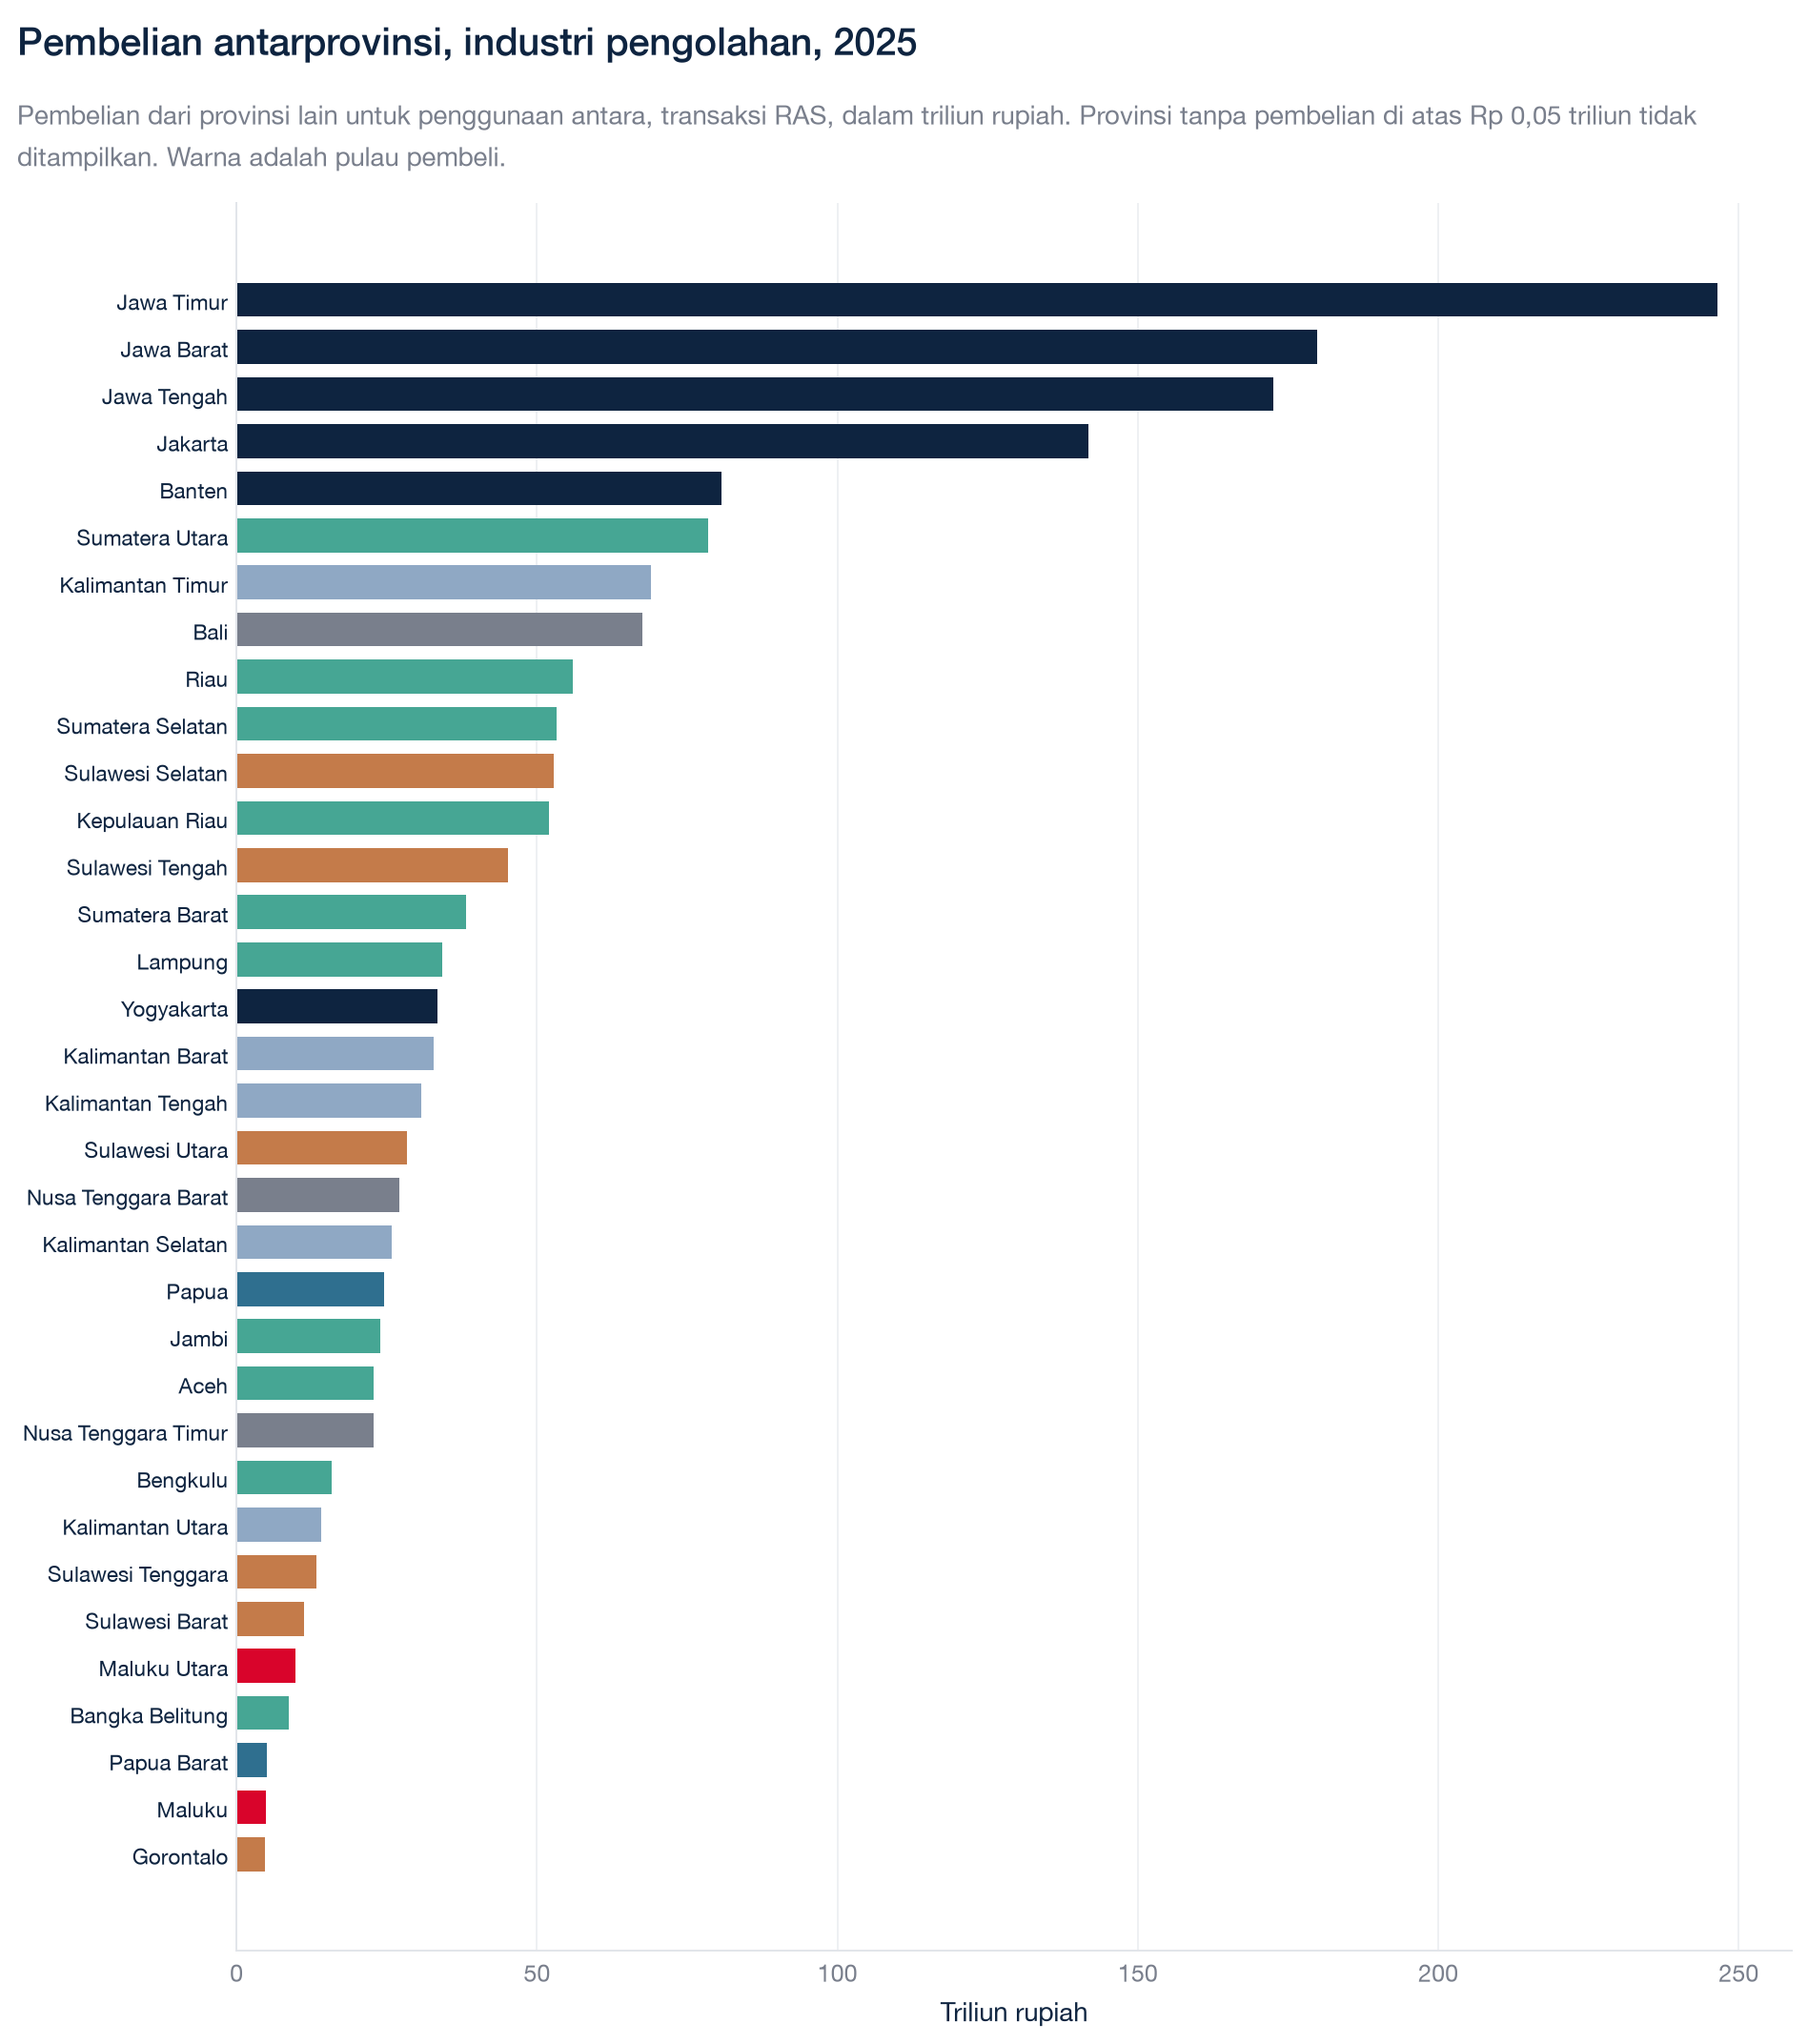 Pembelian antarprovinsi, industri pengolahan, 2025
Pembelian dari provinsi lain untuk penggunaan antara, transaksi RAS, dalam triliun rupiah. Provinsi tanpa pembelian di atas Rp 0,05 triliun tidak
ditampilkan. Warna adalah pulau pembeli.
Jawa Timur
Jawa Barat
Jawa Tengah
Jakarta
Banten
Sumatera Utara
Kalimantan Timur
Bali
Riau
Sumatera Selatan
Sulawesi Selatan
Kepulauan Riau
Sulawesi Tengah
Sumatera Barat
Lampung
Yogyakarta
Kalimantan Barat
Kalimantan Tengah
Sulawesi Utara
Nusa Tenggara Barat
Kalimantan Selatan
Papua
Jambi
Aceh
Nusa Tenggara Timur
Bengkulu
Kalimantan Utara
Sulawesi Tenggara
Sulawesi Barat
Maluku Utara
Bangka Belitung
Papua Barat
Maluku
Gorontalo
0 50 100 150 200 250
Triliun rupiah